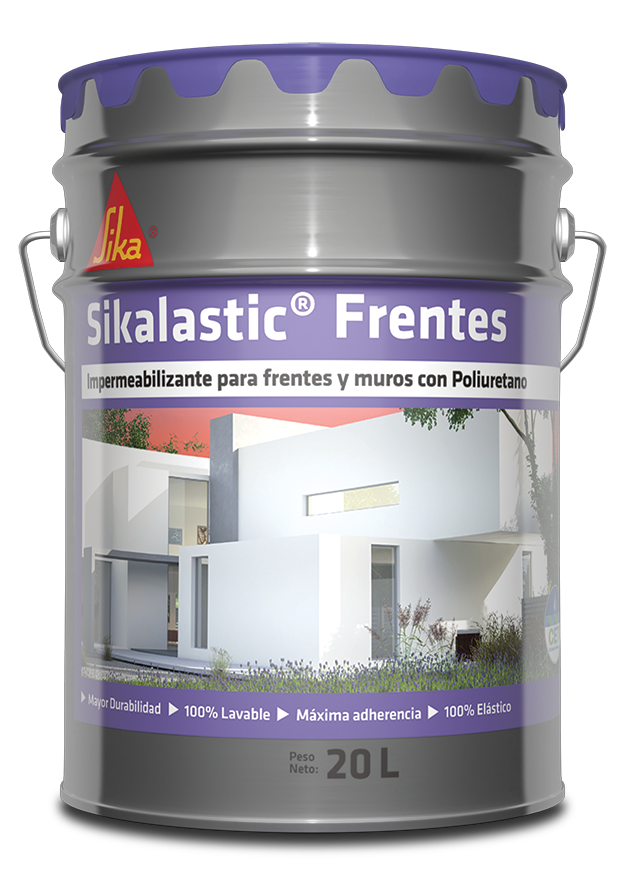 Sika®
Sikalastic® Frentes
Impermeabilizante para frentes y muros con Poliuretano
Mayor Durabilidad 100% Lavable Máxima adherencia 100% Elástico
Peso
Neto: 20 L